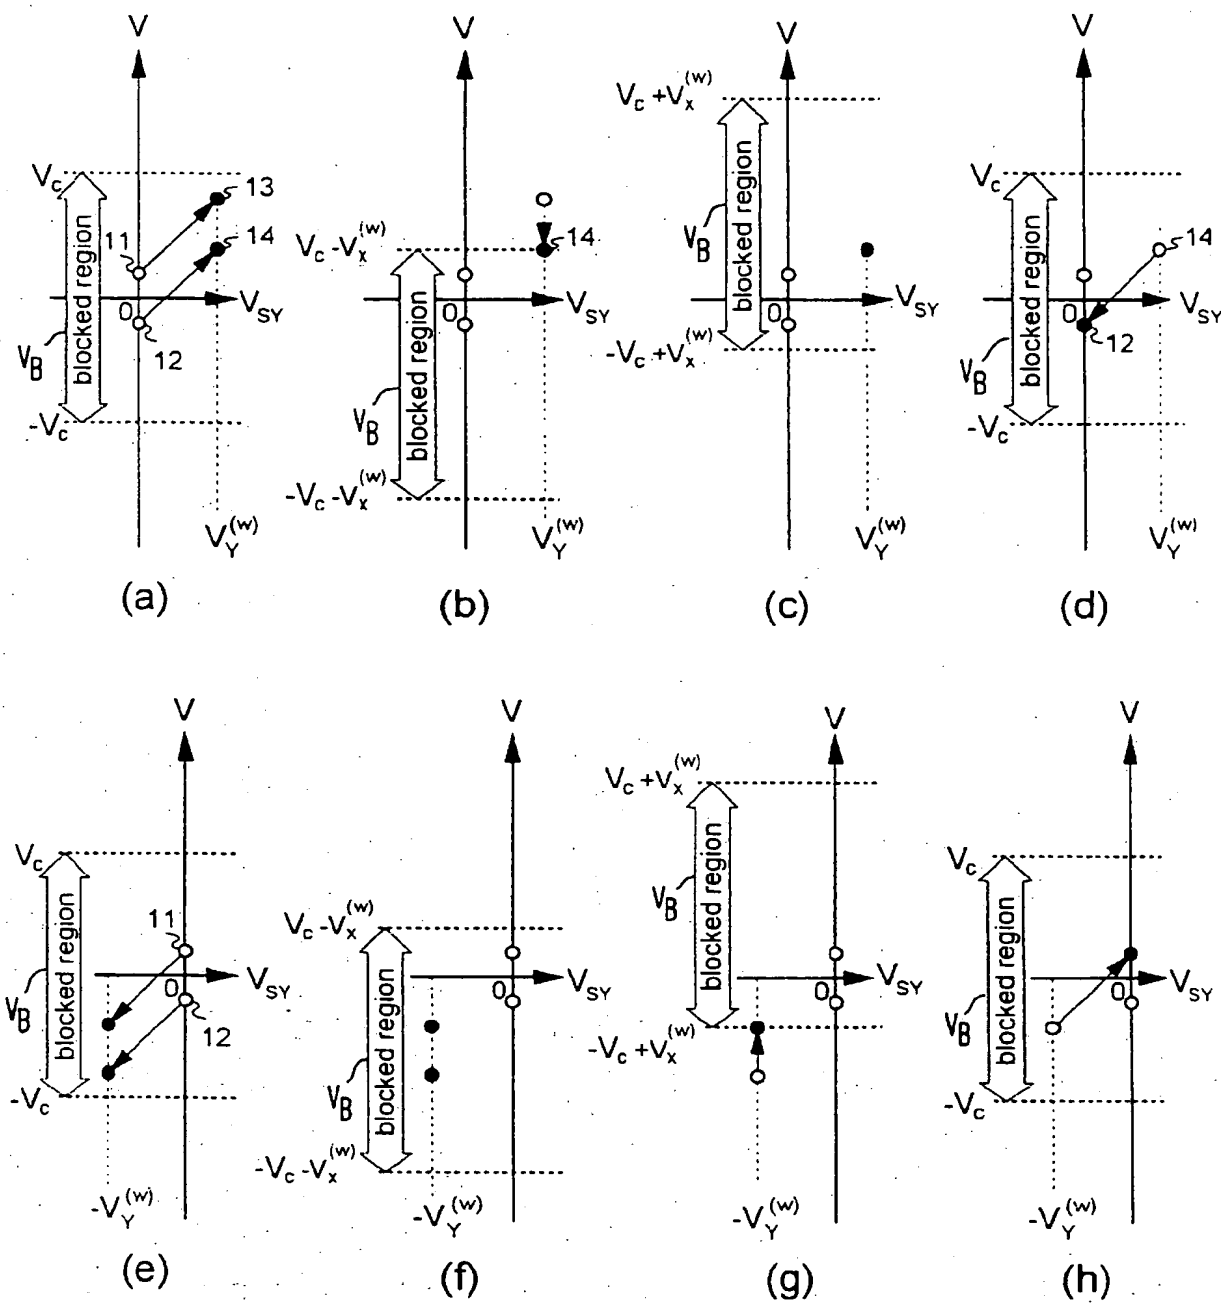 V
V_c
13
14
11
blocked region
0
V_SY
12
V_B
-V_c
V_Y^(w)
(a)
V
V_c -V_x^(w)
14
0
V_SY
blocked region
V_B
-V_c -V_x^(w)
V_Y^(w)
(b)
V
V_c +V_x^(w)
blocked region
V_B
0
V_SY
-V_c +V_x^(w)
V_Y^(w)
(c)
V
V_c
14
blocked region
0
V_SY
12
V_B
-V_c
V_Y^(w)
(d)
V
V_c
11
blocked region
0
V_SY
12
V_B
-V_c
-V_Y^(w)
(e)
V
V_c -V_x^(w)
0
V_SY
blocked region
V_B
-V_c -V_x^(w)
-V_Y^(w)
(f)
V
V_c +V_x^(w)
blocked region
V_B
0
V_SY
-V_c +V_x^(w)
-V_Y^(w)
(g)
V
V_c
blocked region
0
V_SY
V_B
-V_c
-V_Y^(w)
(h)